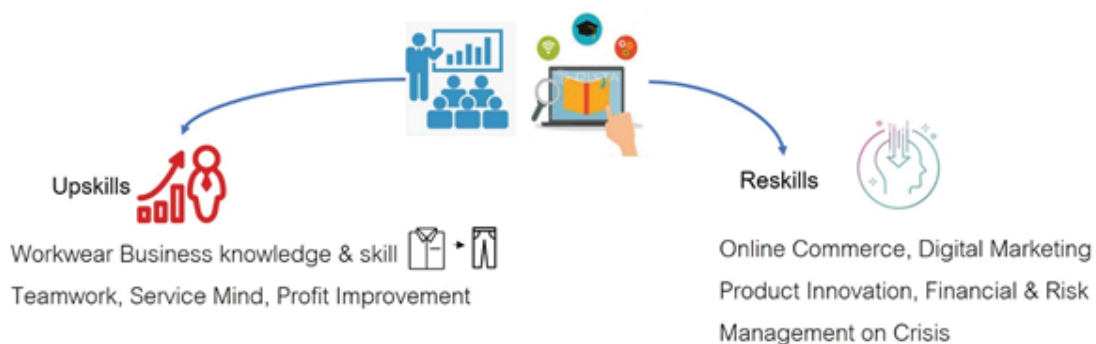 Upskills
Workwear Business knowledge & skill
Teamwork, Service Mind, Profit Improvement
Reskills
Online Commerce, Digital Marketing
Product Innovation, Financial & Risk
Management on Crisis